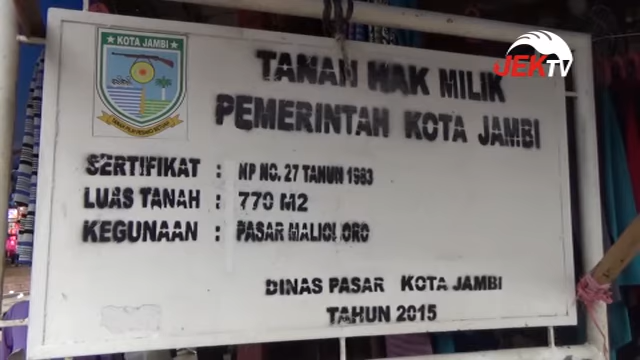 KOTA JAMBI
JEKTV
TANAH HAK MILIK
PEMERINTAH KOTA JAMBI
SERTIFIKAT : HP NO. 27 TAHUN 1983
LUAS TANAH : 770 M2
KEGUNAAN : PASAR MALIOBORO
DINAS PASAR KOTA JAMBI
TAHUN 2015